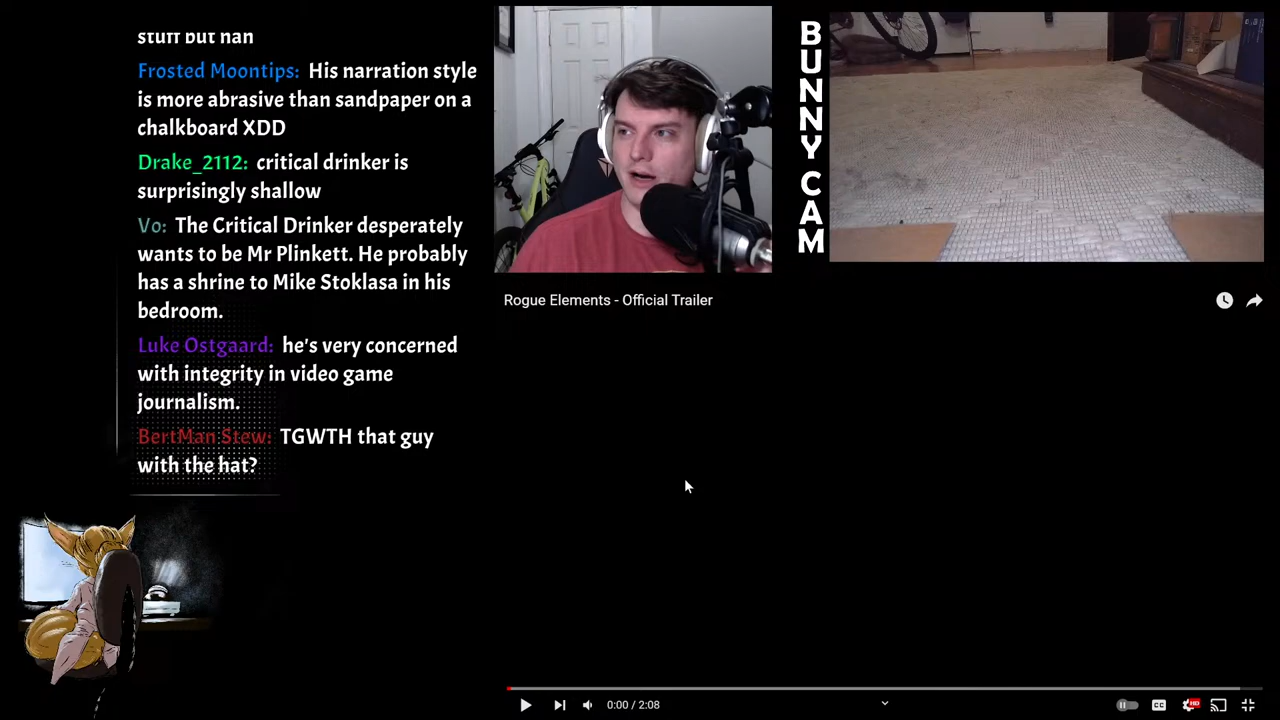 stuff but nah
Frosted Moontips: His narration style
is more abrasive than sandpaper on a
chalkboard XDD
Drake_2112: critical drinker is
surprisingly shallow
Vo: The Critical Drinker desperately
wants to be Mr Plinkett. He probably
has a shrine to Mike Stoklasa in his
bedroom.
Luke Ostgaard: he's very concerned
with integrity in video game
journalism.
BertMan Stew: TGWTH that guy
with the hat?
BUNNY CAM
Rogue Elements - Official Trailer
0:00 / 2:08
CC
HD